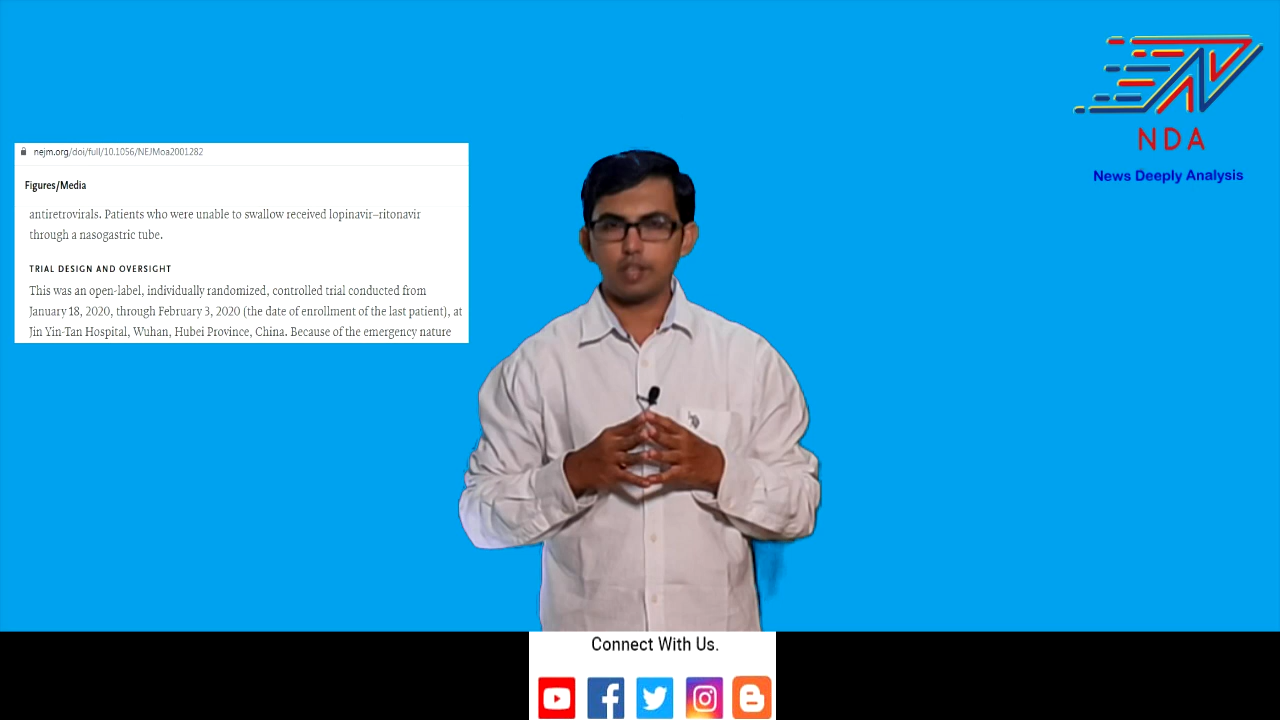 nejm.org/doi/full/10.1056/NEJMoa2001282
Figures/Media
antiretrovirals. Patients who were unable to swallow received lopinavir–ritonavir
through a nasogastric tube.
TRIAL DESIGN AND OVERSIGHT
This was an open-label, individually randomized, controlled trial conducted from
January 18, 2020, through February 3, 2020 (the date of enrollment of the last patient), at
Jin Yin-Tan Hospital, Wuhan, Hubei Province, China. Because of the emergency nature
NDA
News Deeply Analysis
Connect With Us.